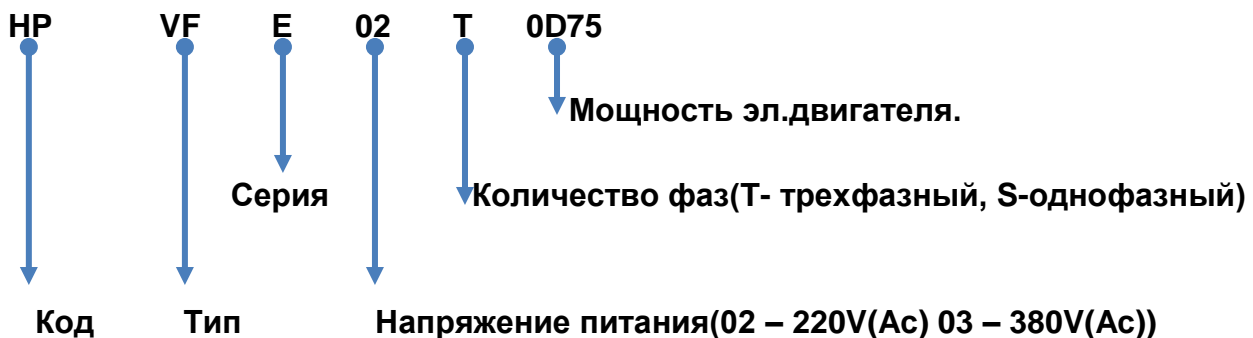 HP VF E 02 T 0D75
Мощность эл.двигателя.
Серия Количество фаз(Т- трехфазный, S-однофазный)
Код Тип Напряжение питания(02 – 220V(Ac) 03 – 380V(Ac))